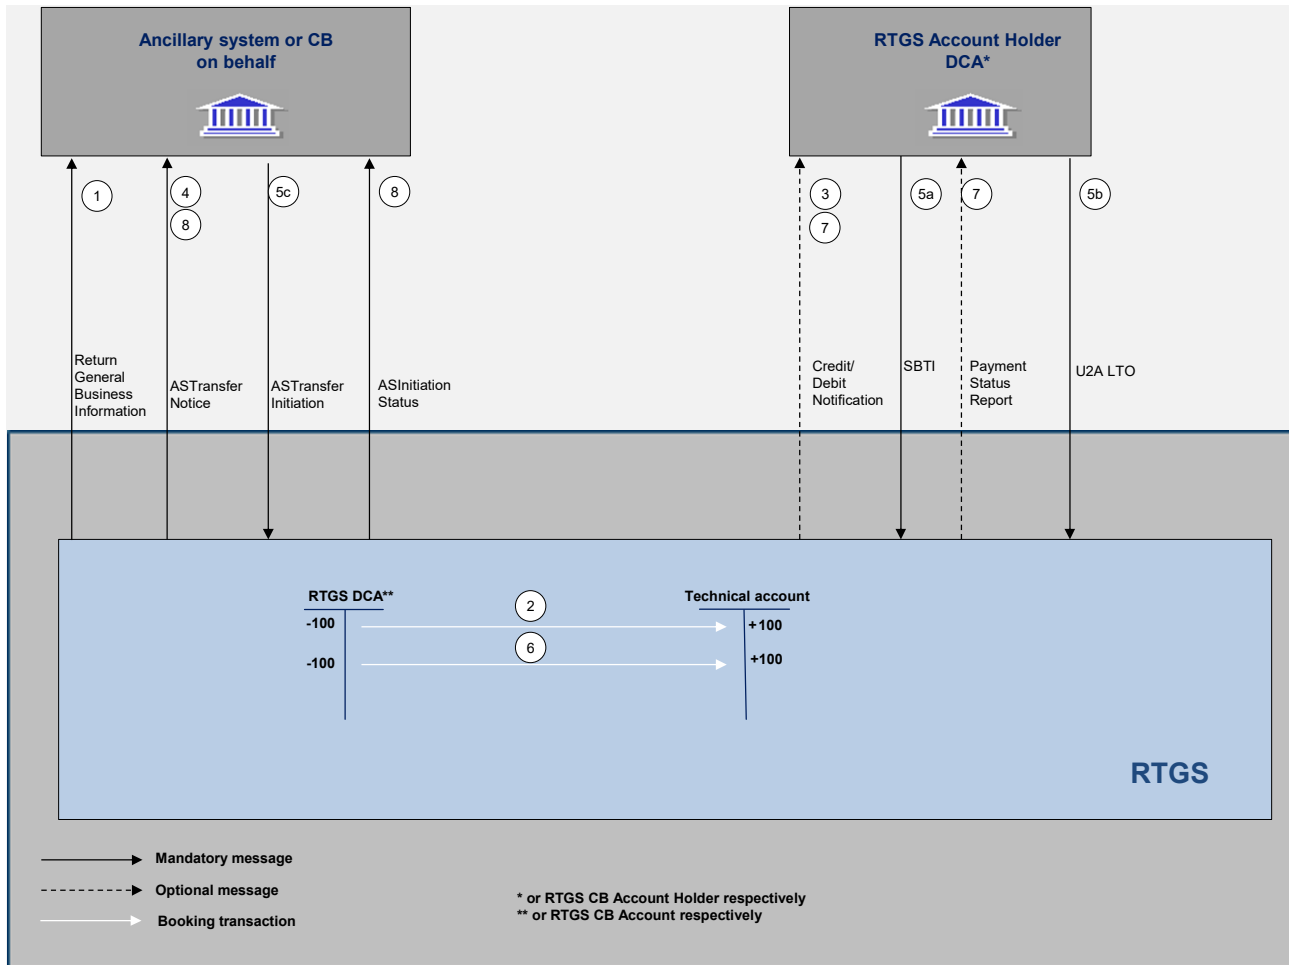 Ancillary system or CB
on behalf
RTGS Account Holder
DCA*
1
4
8
5c
8
3
7
5a
7
5b
Return
General
Business
Information
ASTransfer
Notice
ASTransfer
Initiation
ASInitiation
Status
Credit/
Debit
Notification
SBTI
Payment
Status
Report
U2A LTO
RTGS DCA**
2
Technical account
-100
+100
6
-100
+100
RTGS
Mandatory message
Optional message
Booking transaction
* or RTGS CB Account Holder respectively
** or RTGS CB Account respectively